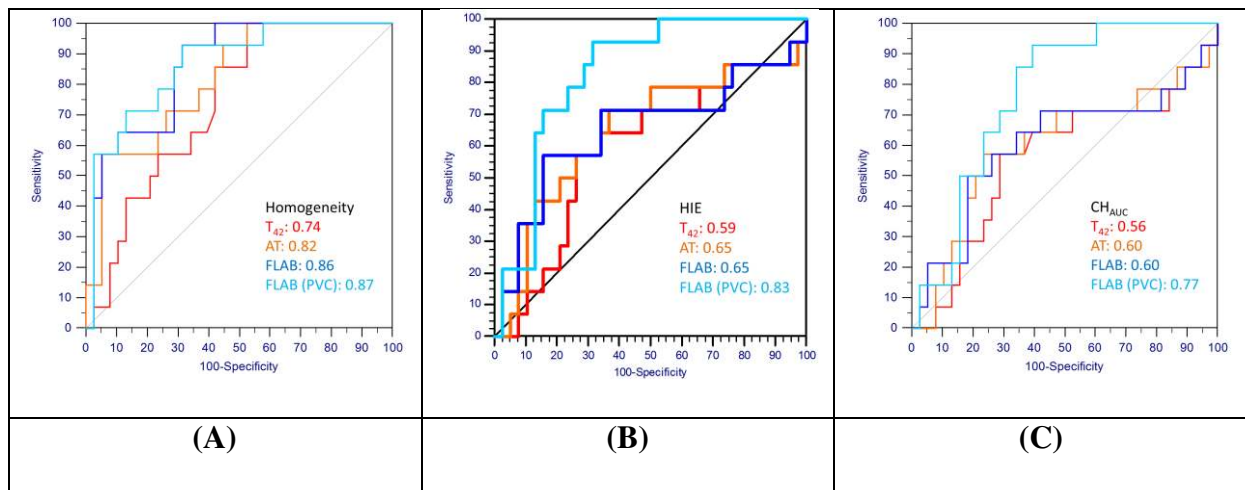 100
90
80
70
60
50
40
30
20
10
0
Sensitivity
Homogeneity
T42: 0.74
AT: 0.82
FLAB: 0.86
FLAB (PVC): 0.87
0 10 20 30 40 50 60 70 80 90 100
100-Specificity
100
90
80
70
60
50
40
30
20
10
0
Sensitivity
HIE
T42: 0.59
AT: 0.65
FLAB: 0.65
FLAB (PVC): 0.83
0 10 20 30 40 50 60 70 80 90 100
100-Specificity
100
90
80
70
60
50
40
30
20
10
0
Sensitivity
CHAUC
T42: 0.56
AT: 0.60
FLAB: 0.60
FLAB (PVC): 0.77
0 10 20 30 40 50 60 70 80 90 100
100-Specificity
(A)
(B)
(C)